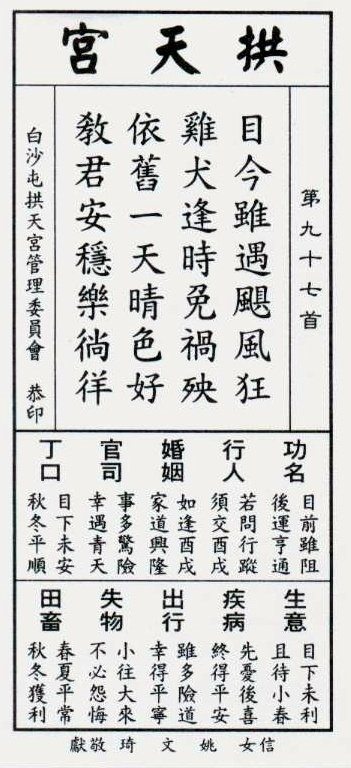 拱天宮
第九十七首
目今雖遇颶風狂
雞犬逢時免禍殃
依舊一天晴色好
教君安穩樂徜徉
白沙屯拱天宮管理委員會 恭印
功名
目前雖阻
後運亨通
行人
若問行蹤
須交酉戌
婚姻
如逢酉戌
家道興隆
官司
事多驚險
幸遇青天
丁口
目下未安
秋冬平順
生意
目下未利
且待小春
疾病
先憂後喜
終得平安
出行
雖多險道
幸得平寧
失物
小往大來
不必怨悔
田畜
春夏平常
秋冬獲利
信女 姚文琦 敬獻